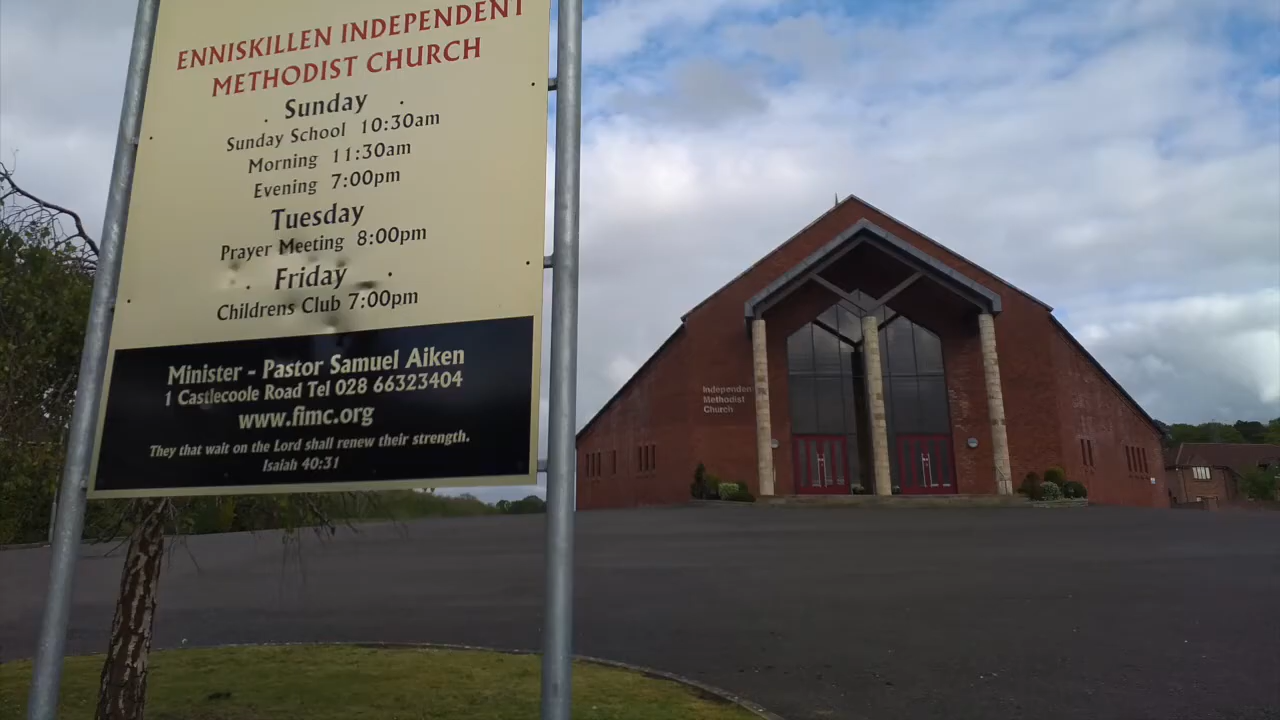 ENNISKILLEN INDEPENDENT
METHODIST CHURCH
Sunday
Sunday School 10:30am
Morning 11:30am
Evening 7:00pm
Tuesday
Prayer Meeting 8:00pm
Friday
Childrens Club 7:00pm
Minister - Pastor Samuel Aiken
1 Castlecoole Road Tel 028 66323404
www.fimc.org
They that wait on the Lord shall renew their strength.
Isaiah 40:31
Independent
Methodist
Church